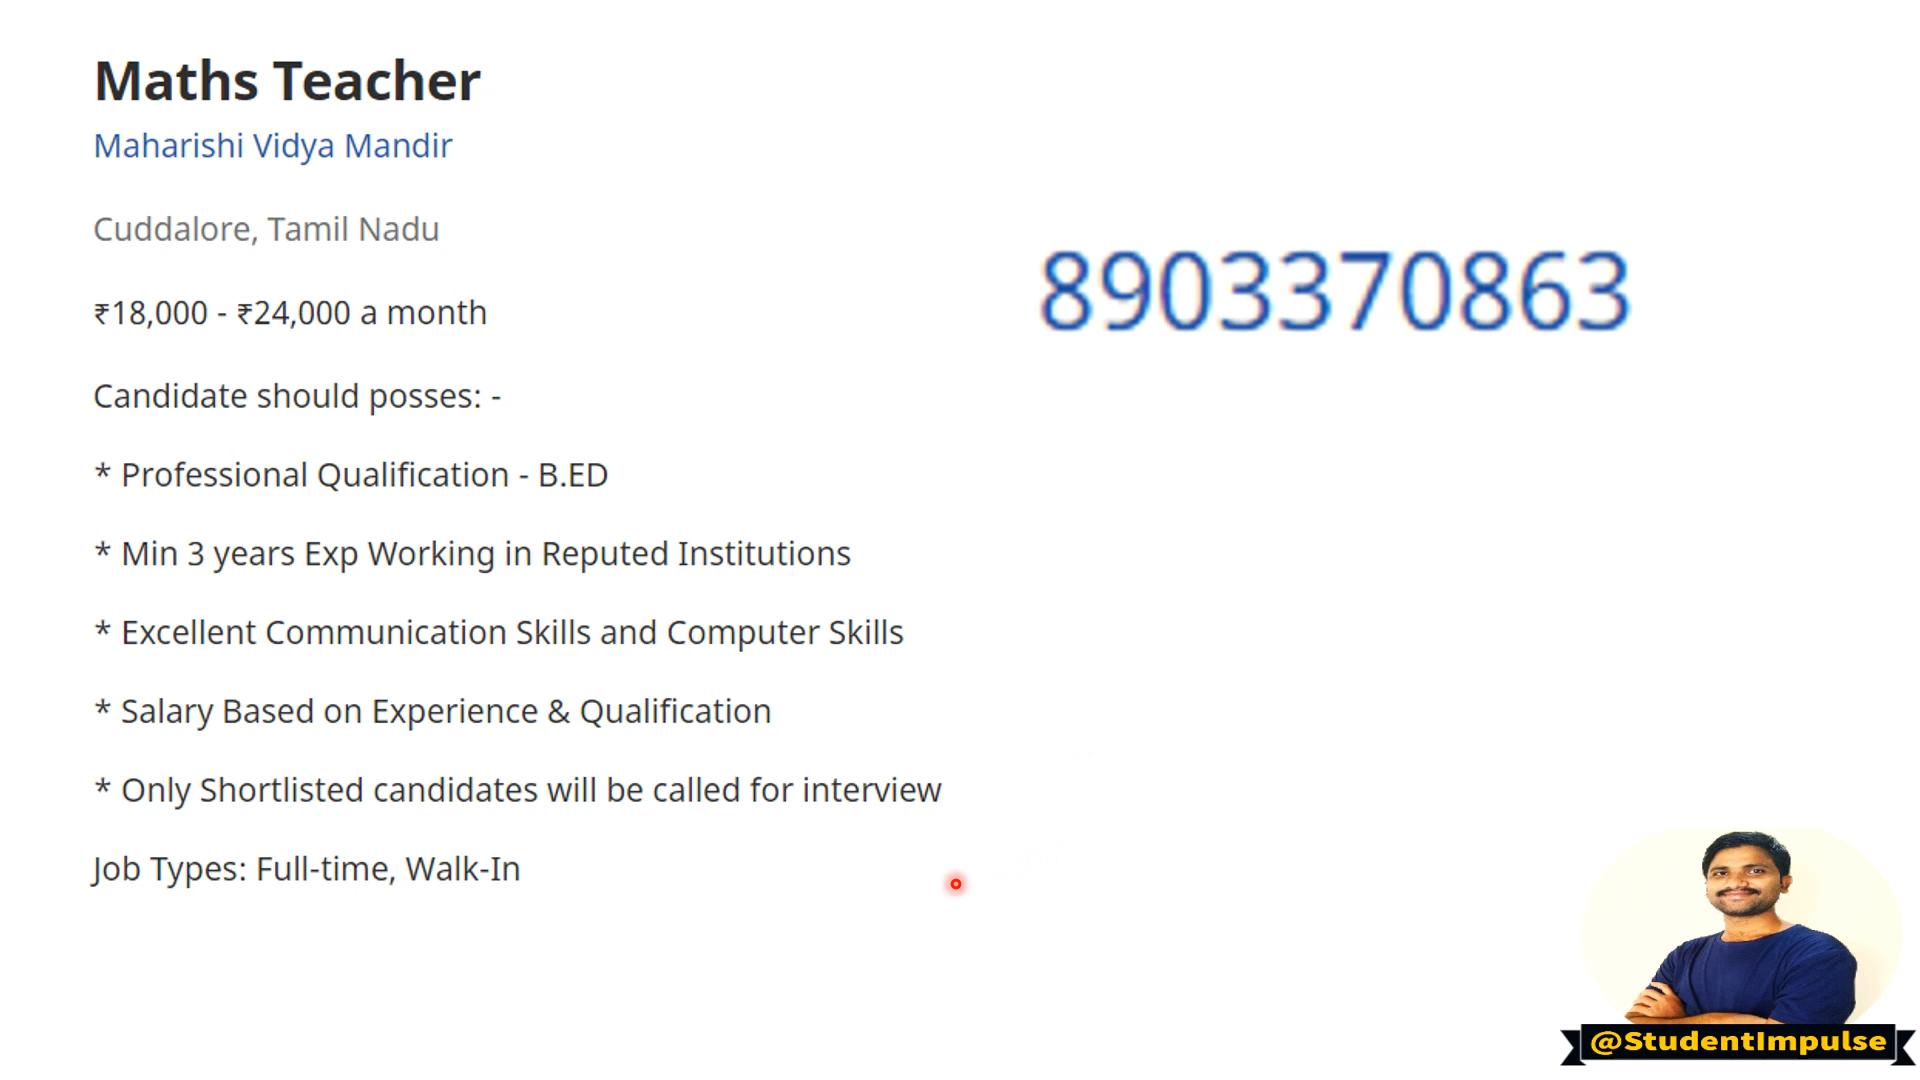 Maths Teacher
Maharishi Vidya Mandir
Cuddalore, Tamil Nadu
₹18,000 - ₹24,000 a month
8903370863
Candidate should posses: -
* Professional Qualification - B.ED
* Min 3 years Exp Working in Reputed Institutions
* Excellent Communication Skills and Computer Skills
* Salary Based on Experience & Qualification
* Only Shortlisted candidates will be called for interview
Job Types: Full-time, Walk-In
@StudentImpulse